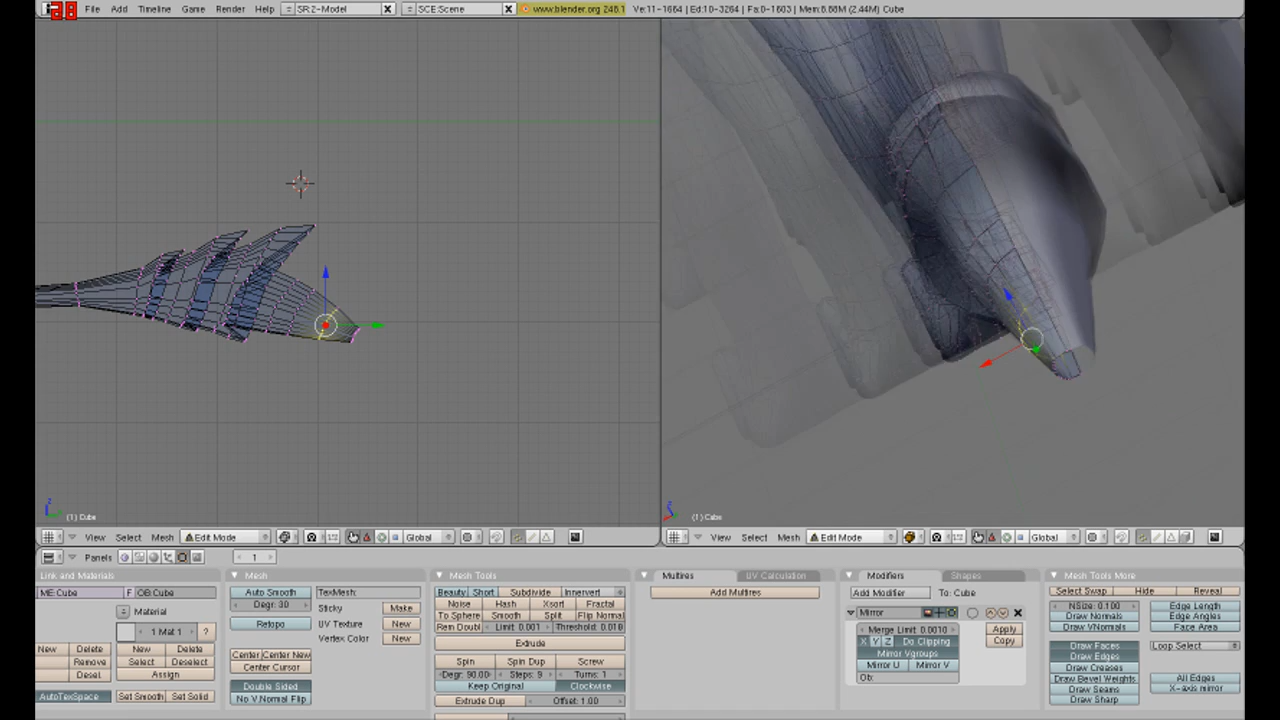 28 File Add Timeline Game Render Help SR:2-Model SCE:Scene www.blender.org 248.1 Ve:11-1664 | Ed:10-3264 | Fa:0-1603 | Mem:6.68M (2.44M) Cube
(1) Cube
(1) Cube
View Select Mesh Edit Mode Global
View Select Mesh Edit Mode Global
Panels 1
Link and Materials
ME:Cube F OB:Cube
Material
1 Mat 1 ?
New Delete New Delete
Remove Select Deselect
Desel Assign
AutoTexSpace Set Smooth Set Solid
Mesh
Auto Smooth
Degr: 30
Retopo
Center Center New
Center Cursor
Double Sided
No V.Normal Flip
TexMesh:
Sticky Make
UV Texture New
Vertex Color New
Mesh Tools
Beauty Short Subdivide Innervert
Noise Hash Xsort Fractal
To Sphere Smooth Split Flip Normal
Rem Doubl Limit: 0.001 Threshold: 0.010
Extrude
Spin Spin Dup Screw
Degr: 90.00 Steps: 9 Turns: 1
Keep Original Clockwise
Extrude Dup Offset: 1.00
Multires UV Calculation
Add Multires
Modifiers Shapes
Add Modifier To: Cube
Mirror
Merge Limit: 0.0010 Apply
X Y Z Do Clipping Copy
Mirror Vgroups
Mirror U Mirror V
Ob:
Mesh Tools More
Select Swap Hide Reveal
NSize: 0.100
Draw Normals
Draw VNormals
Draw Faces
Draw Edges
Draw Creases
Draw Bevel Weights
Draw Seams
Draw Sharp
Edge Length
Edge Angles
Face Area
Loop Select
All Edges
X-axis mirror